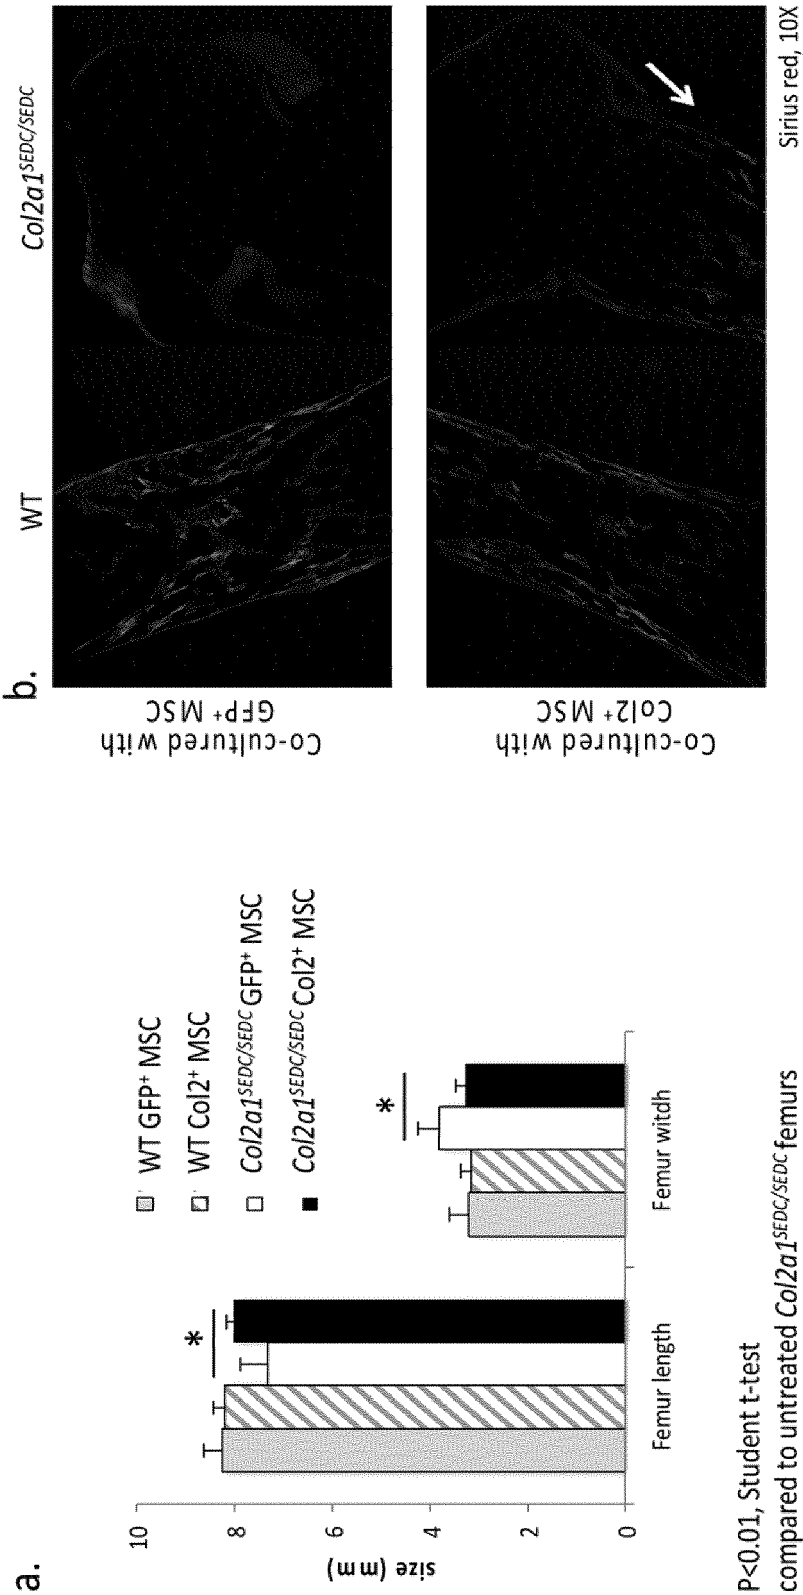 a.
size (mm)
10
8
6
4
2
0
*
*
WT GFP⁺ MSC
WT Col2⁺ MSC
Col2a1ˢᴱᴰᶜ/ˢᴱᴰᶜ GFP⁺ MSC
Col2a1ˢᴱᴰᶜ/ˢᴱᴰᶜ Col2⁺ MSC
Femur length
Femur witdh
P<0.01, Student t-test
compared to untreated Col2a1ˢᴱᴰᶜ/ˢᴱᴰᶜ femurs
b.
WT
Col2a1ˢᴱᴰᶜ/ˢᴱᴰᶜ
Co-cultured with
GFP⁺ MSC
Co-cultured with
Col2⁺ MSC
Sirius red, 10X